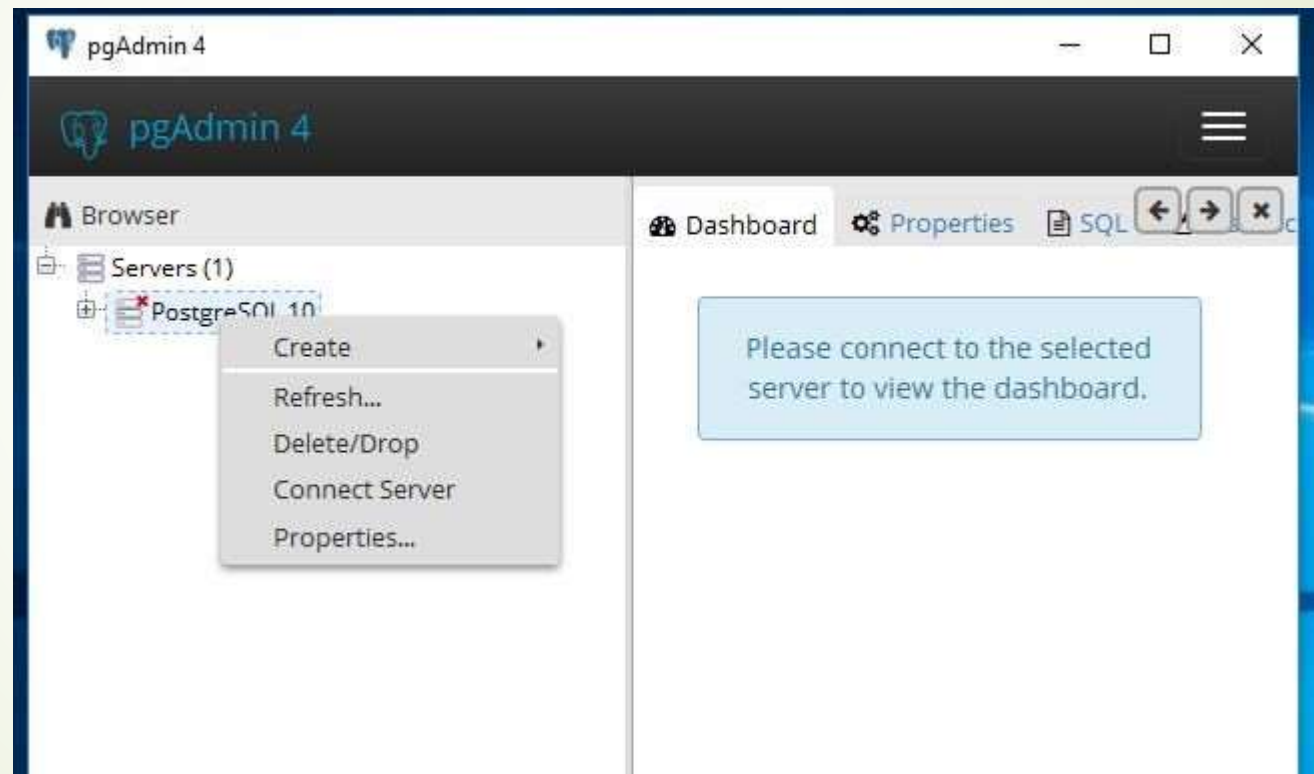 pgAdmin 4
pgAdmin 4
Browser
Dashboard
Properties
SQL
Servers (1)
PostgreSQL 10
Create
Refresh...
Delete/Drop
Connect Server
Properties...
Please connect to the selected
server to view the dashboard.